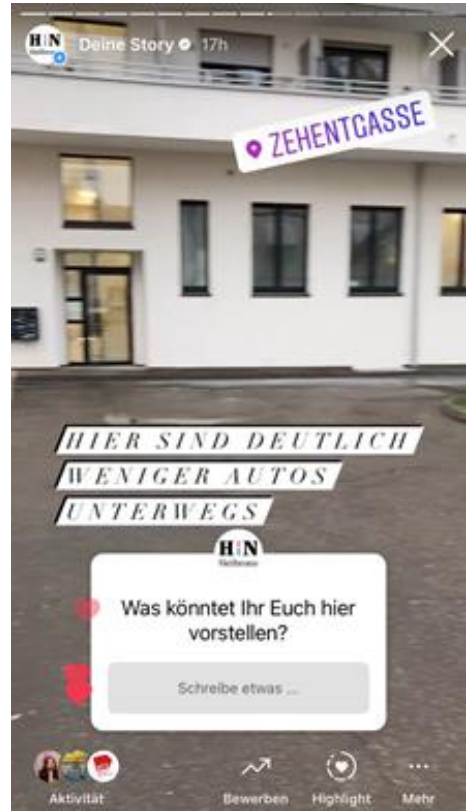 H:N
Deine Story 17h
ZEHENTGASSE
HIER SIND DEUTLICH
WENIGER AUTOS
UNTERWEGS
H:N
Heilbronn
Was könntet Ihr Euch hier
vorstellen?
Schreibe etwas ...
Aktivität
Bewerben
Highlight
Mehr